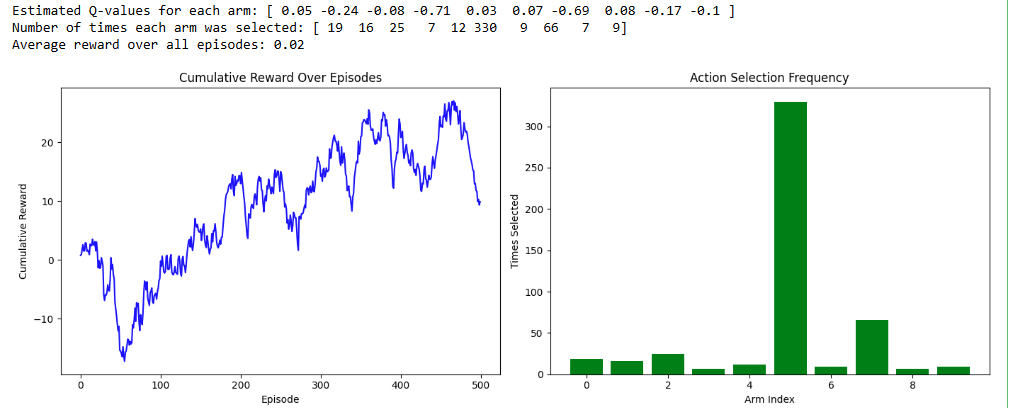 Estimated Q-values for each arm: [ 0.05 -0.24 -0.08 -0.71  0.03  0.07 -0.69  0.08 -0.17 -0.1 ]
Number of times each arm was selected: [ 19  16  25   7  12 330   9  66   7   9]
Average reward over all episodes: 0.02
Cumulative Reward Over Episodes
Cumulative Reward
20
10
0
−10
0 100 200 300 400 500
Episode
Action Selection Frequency
Times Selected
300
250
200
150
100
50
0
0 2 4 6 8
Arm Index